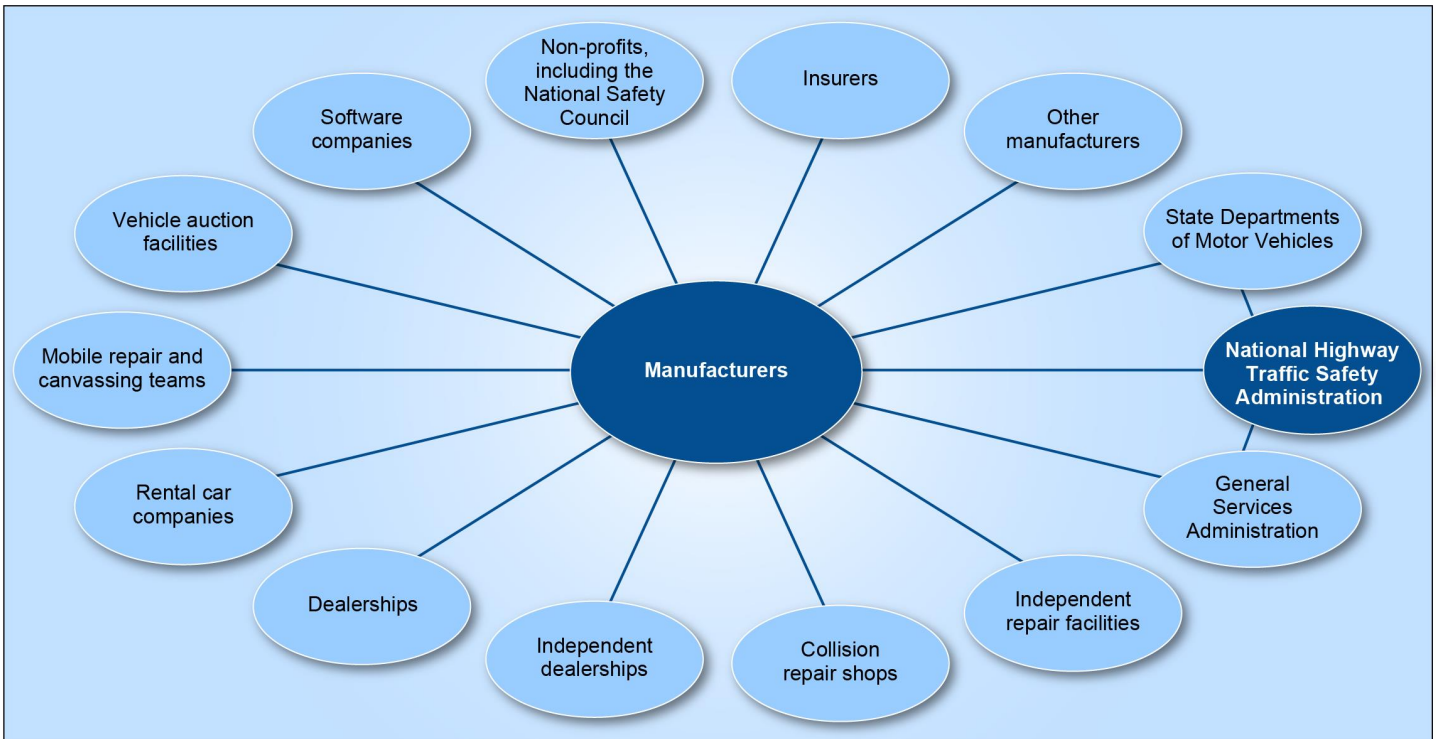 Non-profits,
including the
National Safety
Council
Insurers
Software
companies
Other
manufacturers
Vehicle auction
facilities
State Departments
of Motor Vehicles
Mobile repair and
canvassing teams
Manufacturers
National Highway
Traffic Safety
Administration
Rental car
companies
General
Services
Administration
Dealerships
Independent
repair facilities
Independent
dealerships
Collision
repair shops